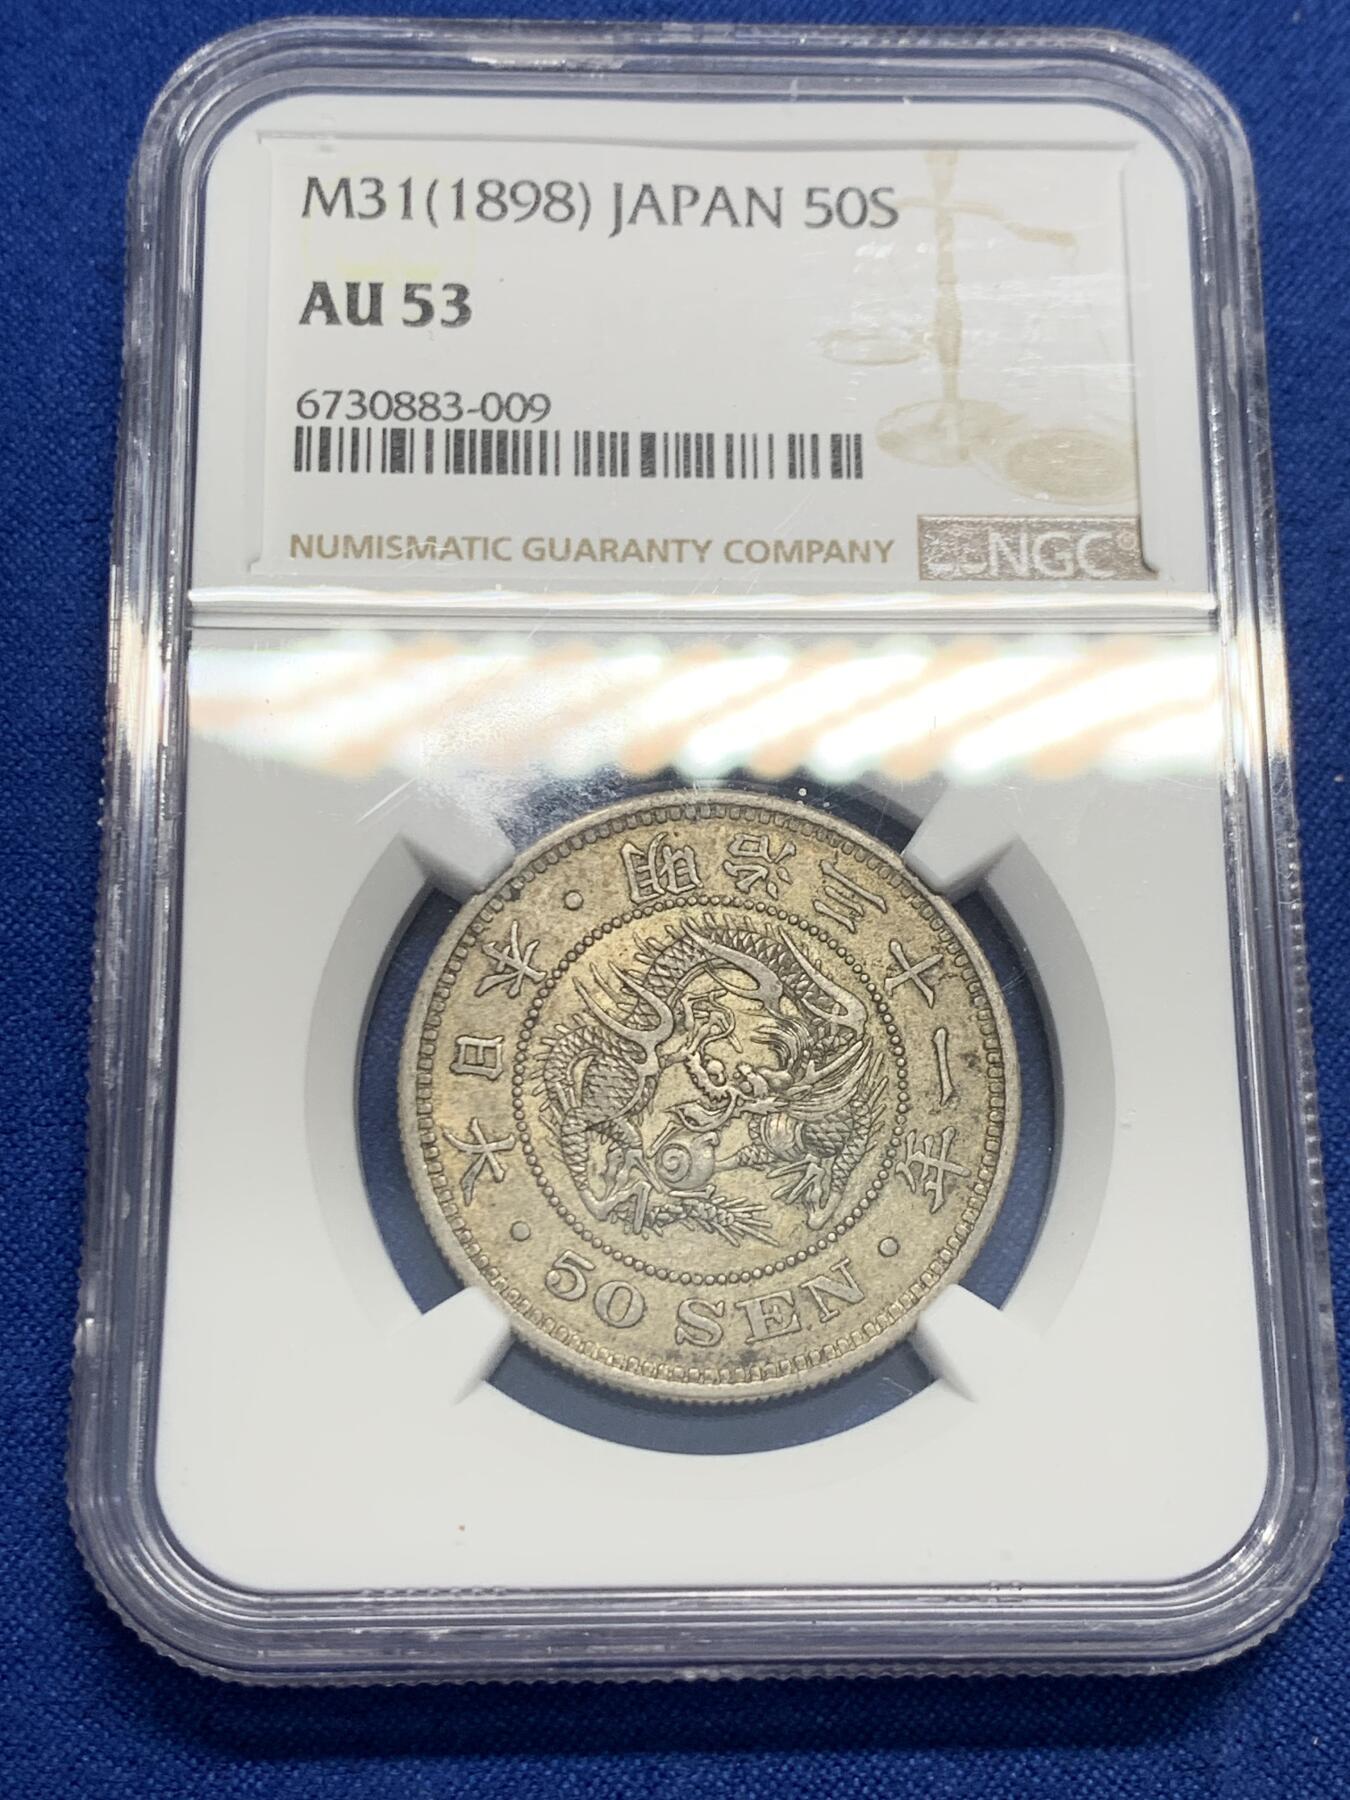 M31(1898) JAPAN 50S
AU 53
6730883-009
NUMISMATIC GUARANTY COMPANY NGC
大日本・明治三十一年
・50 SEN・